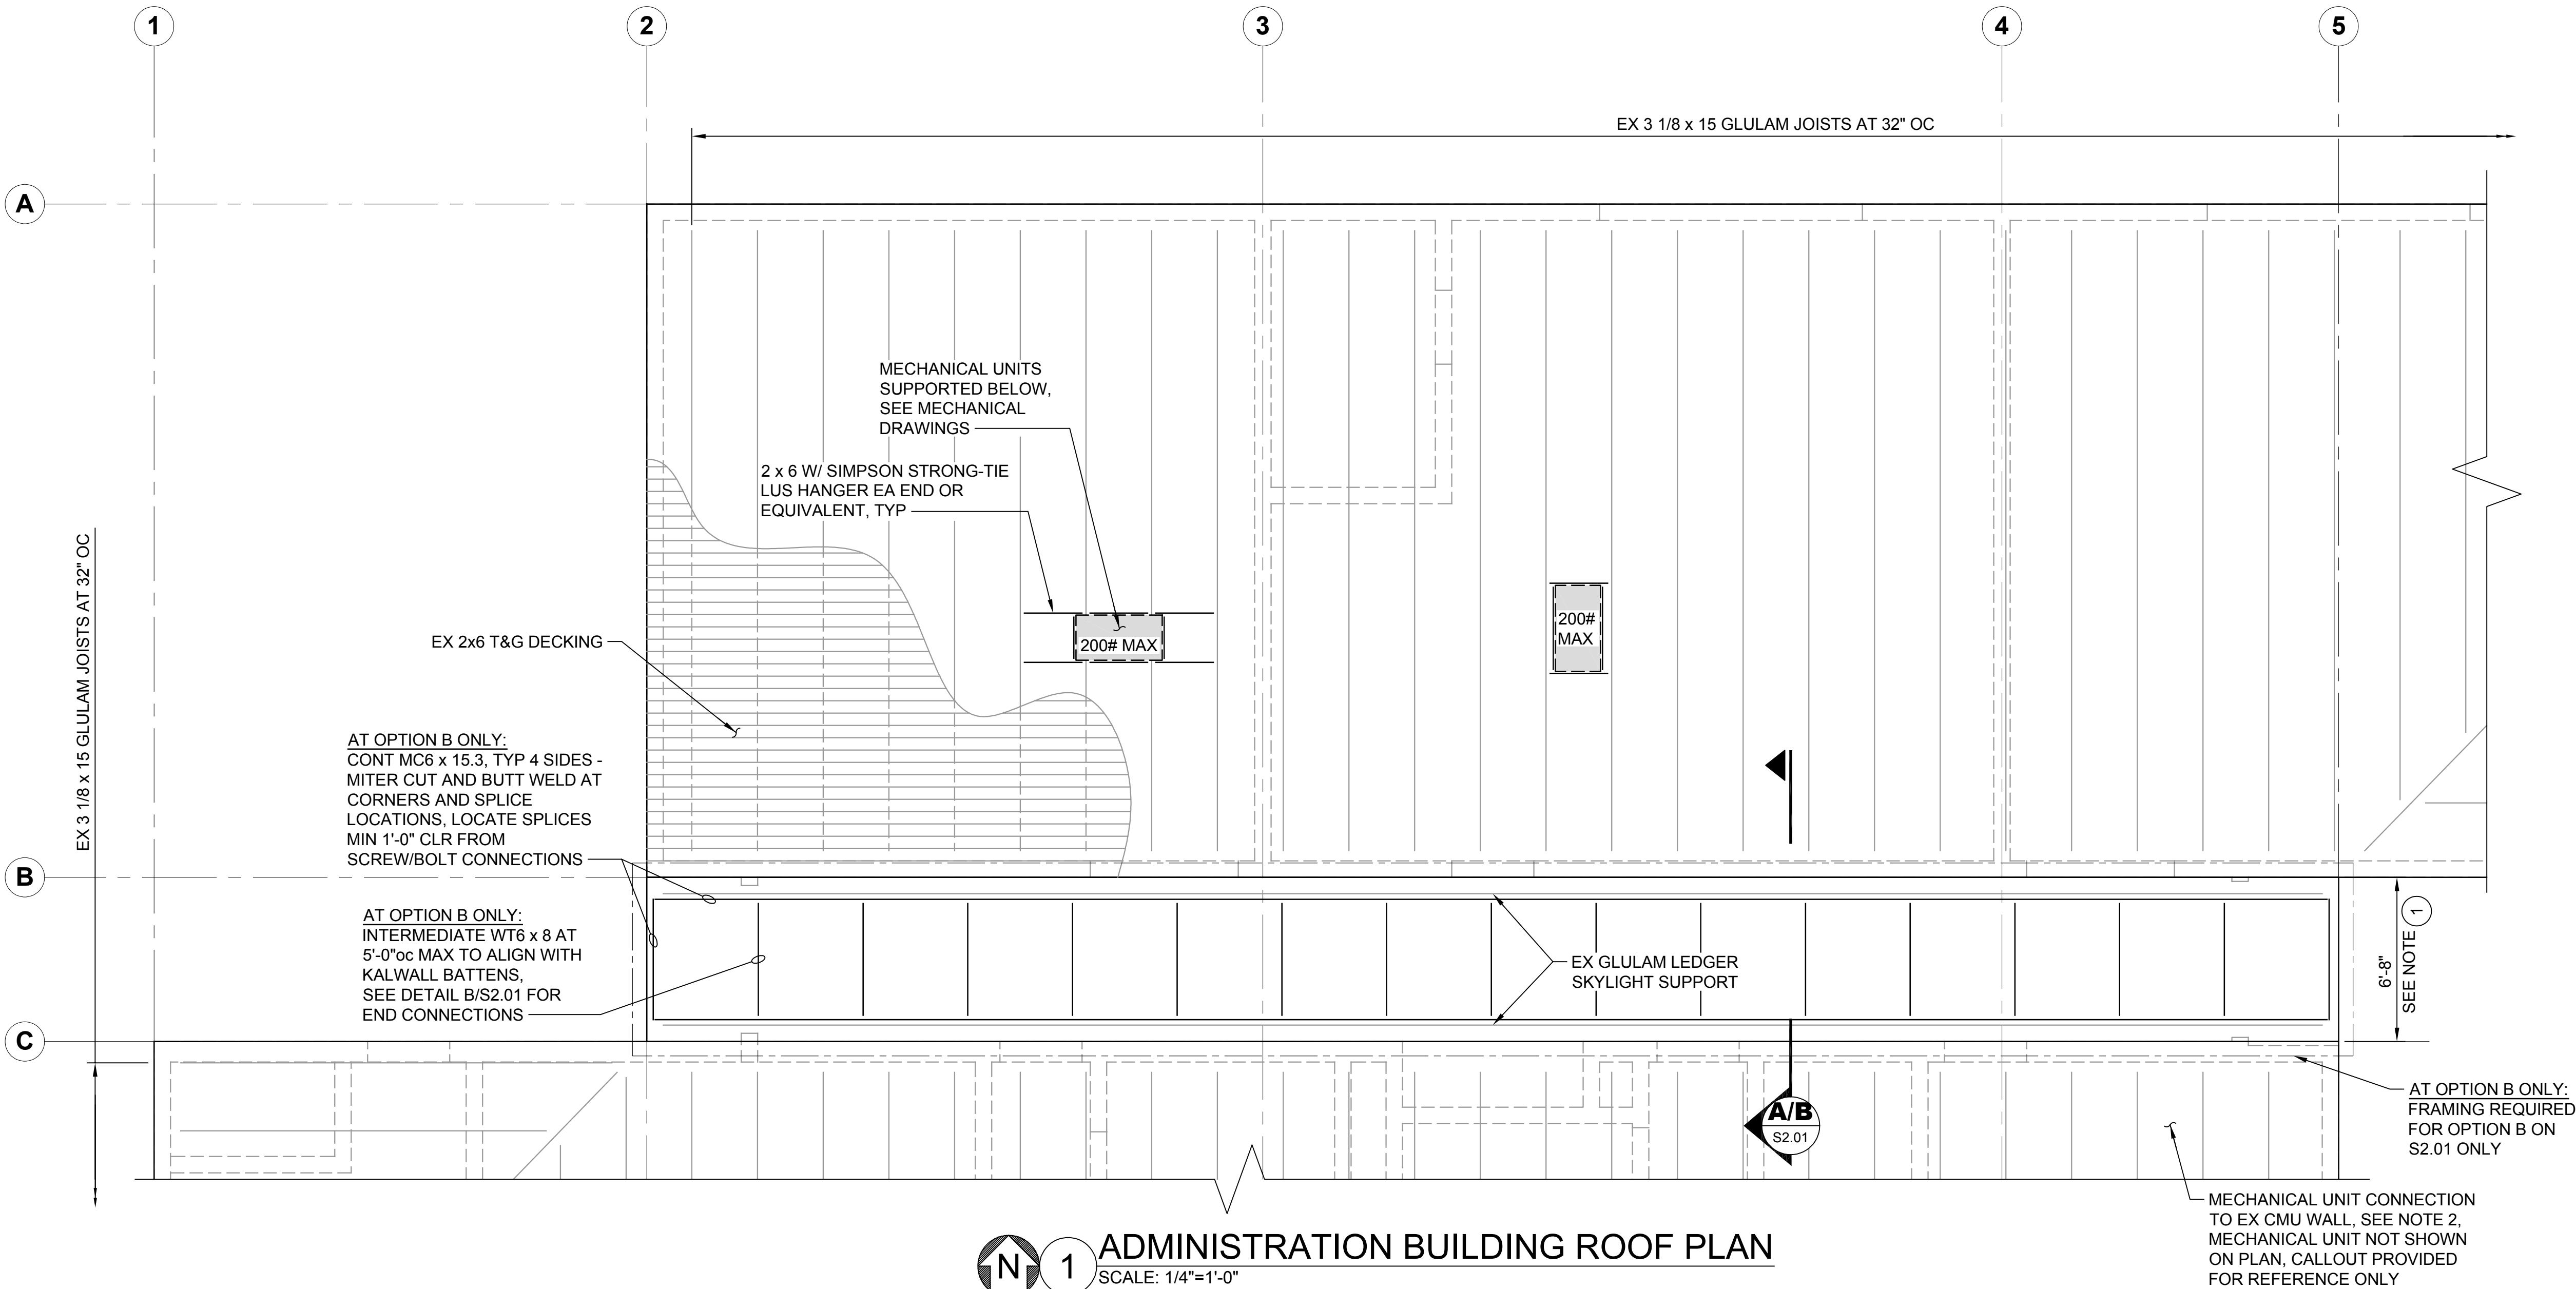 1
2
3
4
5
EX 3 1/8 x 15 GLULAM JOISTS AT 32" OC
A
MECHANICAL UNITS
SUPPORTED BELOW,
SEE MECHANICAL
DRAWINGS
2 x 6 W/ SIMPSON STRONG-TIE
LUS HANGER EA END OR
EQUIVALENT, TYP
EX 3 1/8 x 15 GLULAM JOISTS AT 32" OC
EX 2x6 T&G DECKING
200# MAX
200#
MAX
AT OPTION B ONLY:
CONT MC6 x 15.3, TYP 4 SIDES -
MITER CUT AND BUTT WELD AT
CORNERS AND SPLICE
LOCATIONS, LOCATE SPLICES
MIN 1'-0" CLR FROM
SCREW/BOLT CONNECTIONS
B
AT OPTION B ONLY:
INTERMEDIATE WT6 x 8 AT
5'-0"oc MAX TO ALIGN WITH
KALWALL BATTENS,
SEE DETAIL B/S2.01 FOR
END CONNECTIONS
EX GLULAM LEDGER
SKYLIGHT SUPPORT
6'-8"
SEE NOTE 1
C
A/B
S2.01
AT OPTION B ONLY:
FRAMING REQUIRED
FOR OPTION B ON
S2.01 ONLY
MECHANICAL UNIT CONNECTION
TO EX CMU WALL, SEE NOTE 2,
MECHANICAL UNIT NOT SHOWN
ON PLAN, CALLOUT PROVIDED
FOR REFERENCE ONLY
N
1
ADMINISTRATION BUILDING ROOF PLAN
SCALE: 1/4"=1'-0"